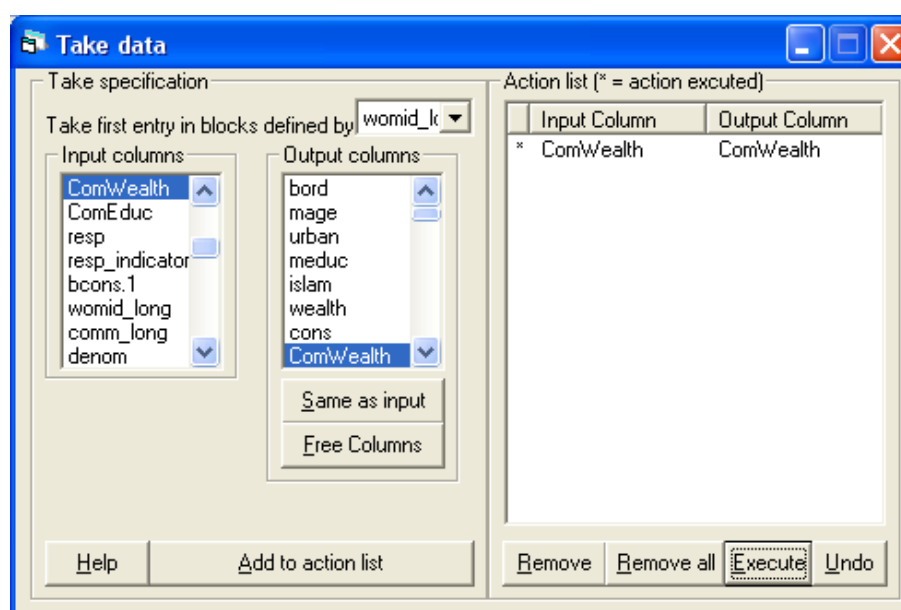 Take data
Take specification
Take first entry in blocks defined by womid_l
Input columns
ComWealth
ComEduc
resp
resp_indicator
bcons.1
womid_long
comm_long
denom
Output columns
bord
mage
urban
meduc
islam
wealth
cons
ComWealth
Same as input
Free Columns
Help
Add to action list
Action list (* = action excuted)
Input Column Output Column
* ComWealth ComWealth
Remove Remove all Execute Undo